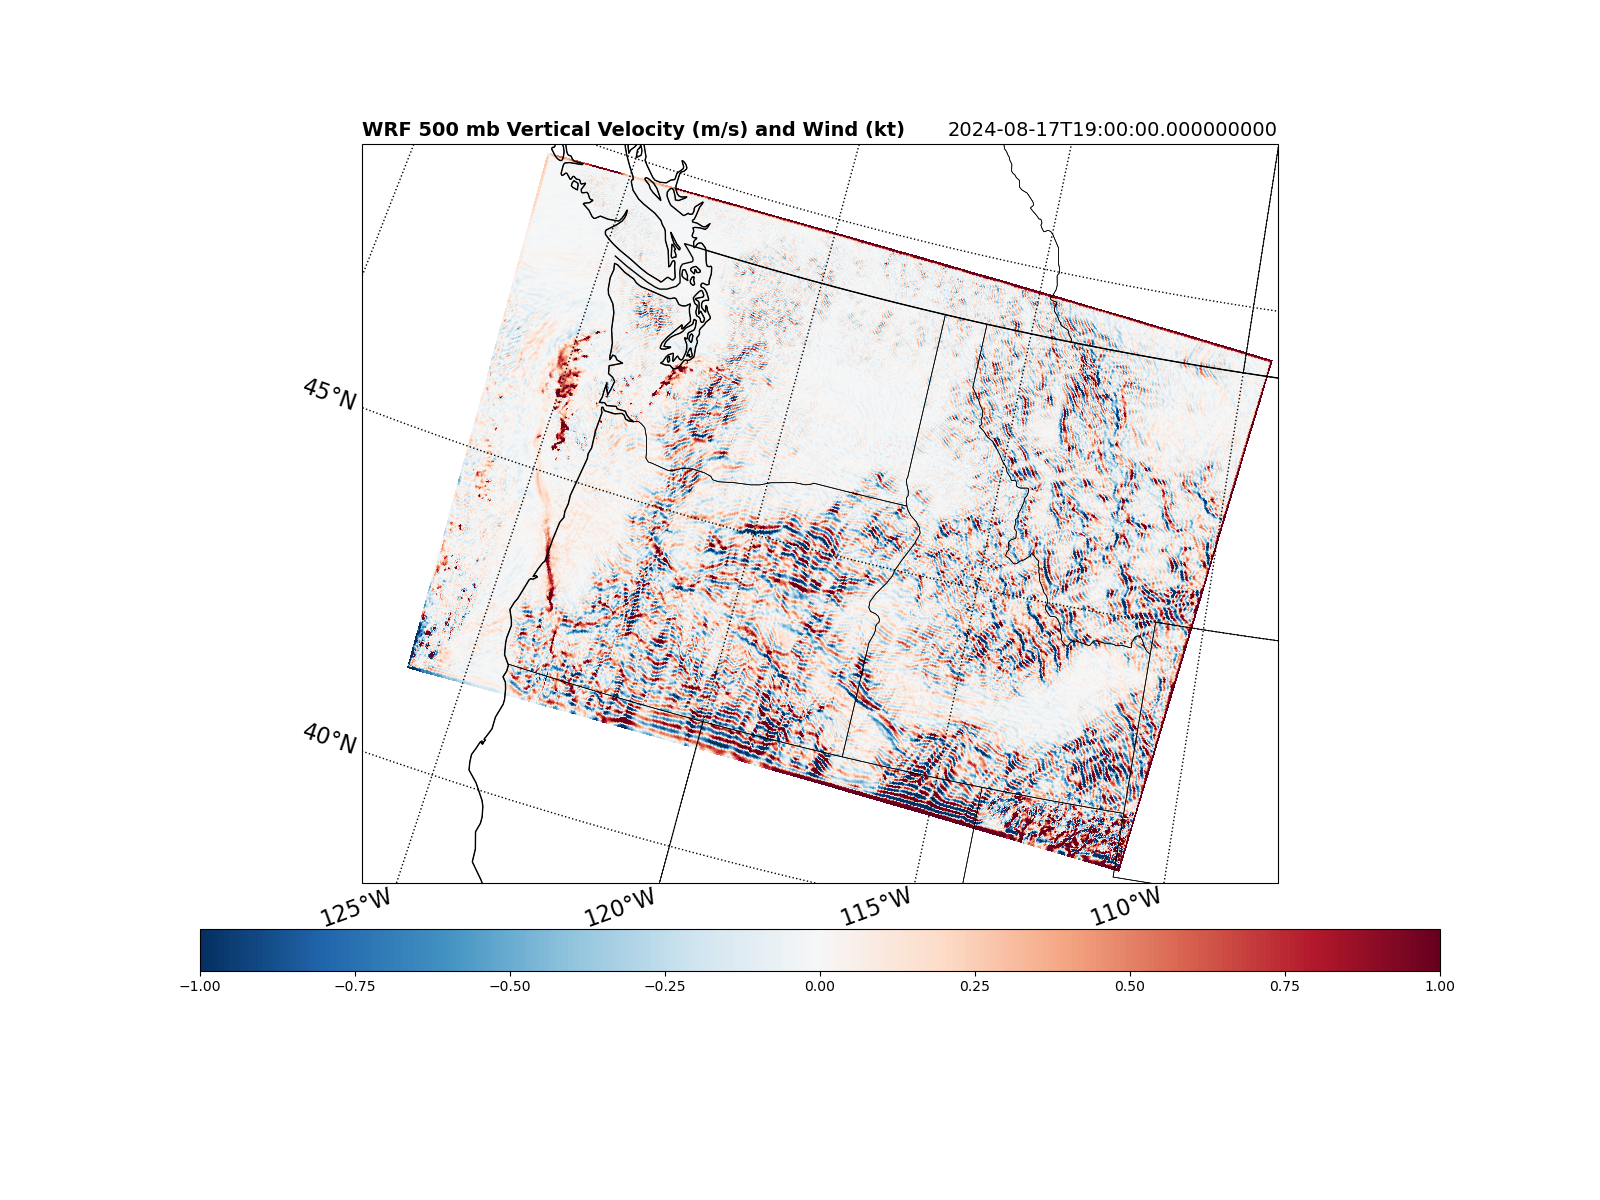 WRF 500 mb Vertical Velocity (m/s) and Wind (kt) 2024-08-17T19:00:00.000000000
45°N
40°N
125°W 120°W 115°W 110°W
−1.00 −0.75 −0.50 −0.25 0.00 0.25 0.50 0.75 1.00